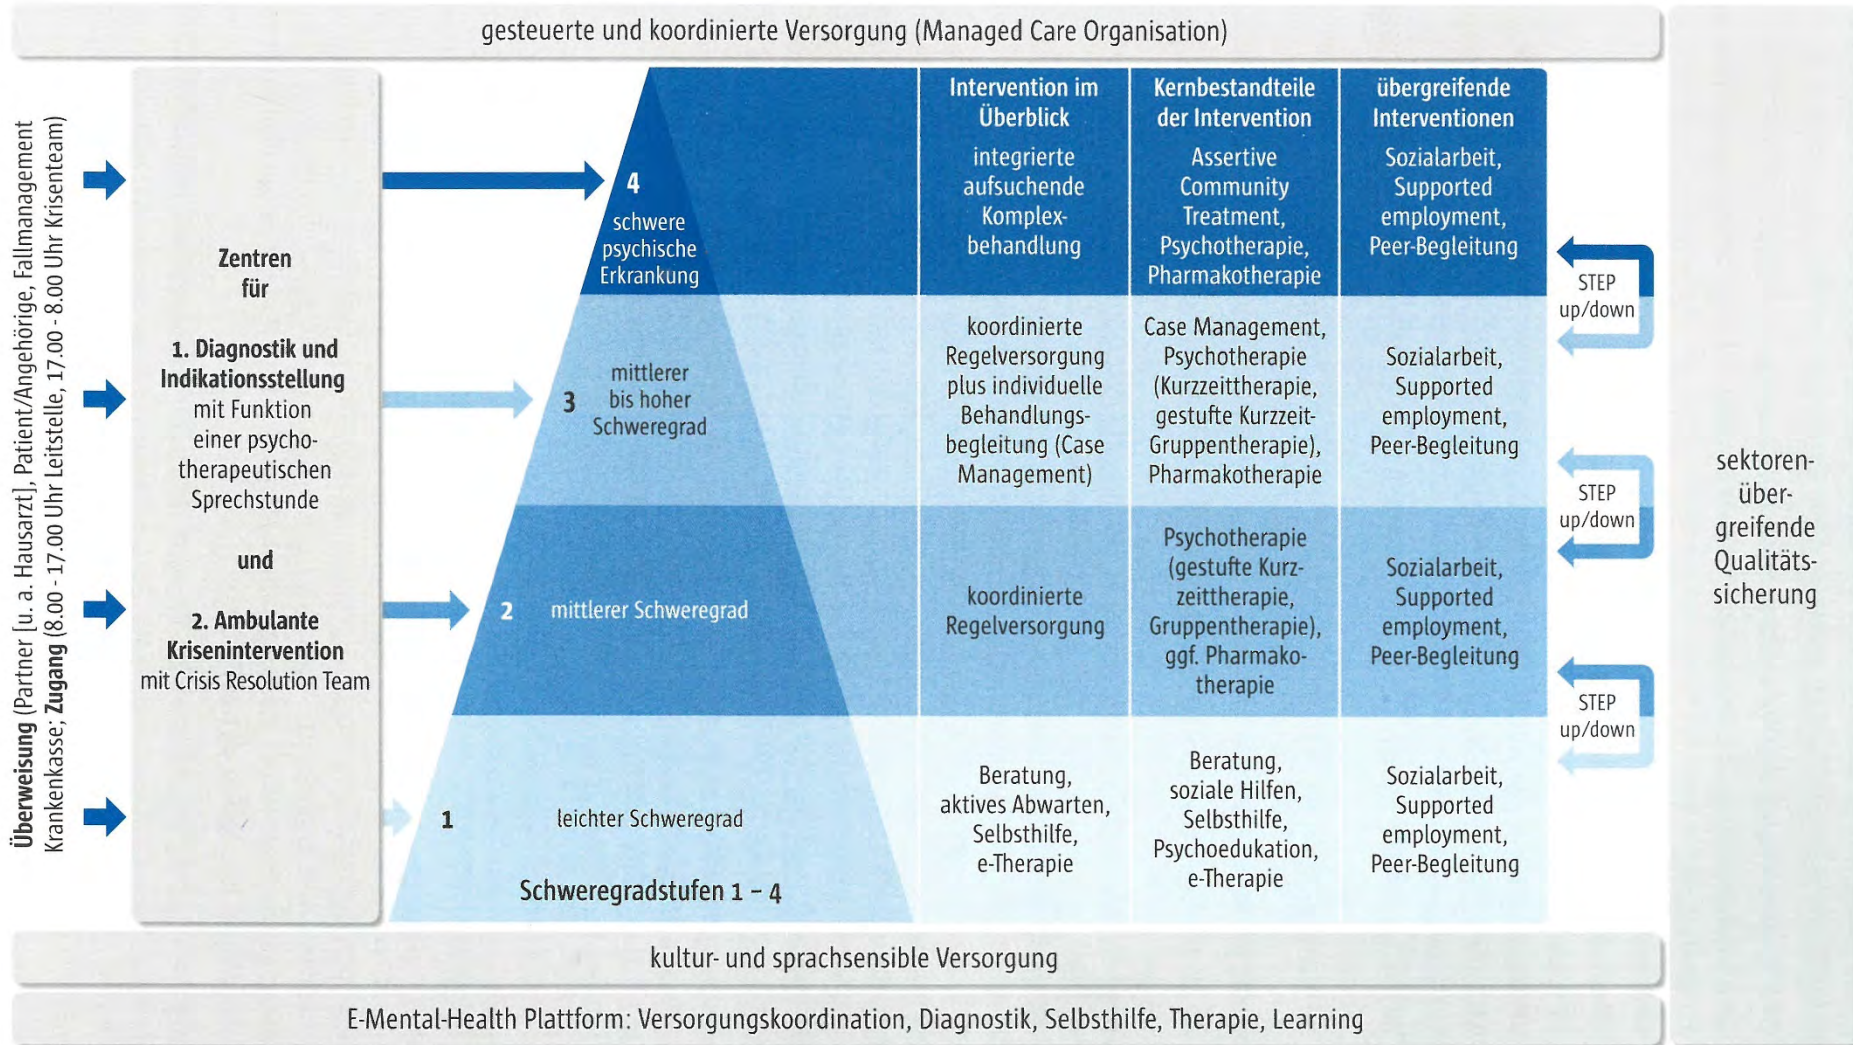 gesteuerte und koordinierte Versorgung (Managed Care Organisation)
Überweisung (Partner [u. a. Hausarzt], Patient/Angehörige, Fallmanagement
Krankenkasse; Zugang (8.00 - 17.00 Uhr Leitstelle, 17.00 - 8.00 Uhr Krisenteam)
Zentren
für
1. Diagnostik und
Indikationsstellung
mit Funktion
einer psycho-
therapeutischen
Sprechstunde
und
2. Ambulante
Krisenintervention
mit Crisis Resolution Team
4
schwere
psychische
Erkrankung
3
mittlerer
bis hoher
Schweregrad
2
mittlerer Schweregrad
1
leichter Schweregrad
Schweregradstufen 1 – 4
Intervention im
Überblick
integrierte
aufsuchende
Komplex-
behandlung
koordinierte
Regelversorgung
plus individuelle
Behandlungs-
begleitung (Case
Management)
koordinierte
Regelversorgung
Beratung,
aktives Abwarten,
Selbsthilfe,
e-Therapie
Kernbestandteile
der Intervention
Assertive
Community
Treatment,
Psychotherapie,
Pharmakotherapie
Case Management,
Psychotherapie
(Kurzzeittherapie,
gestufte Kurzzeit-
Gruppentherapie),
Pharmakotherapie
Psychotherapie
(gestufte Kurz-
zeittherapie,
Gruppentherapie),
ggf. Pharmako-
therapie
Beratung,
soziale Hilfen,
Selbsthilfe,
Psychoedukation,
e-Therapie
übergreifende
Interventionen
Sozialarbeit,
Supported
employment,
Peer-Begleitung
Sozialarbeit,
Supported
employment,
Peer-Begleitung
Sozialarbeit,
Supported
employment,
Peer-Begleitung
Sozialarbeit,
Supported
employment,
Peer-Begleitung
STEP
up/down
STEP
up/down
STEP
up/down
sektoren-
über-
greifende
Qualitäts-
sicherung
kultur- und sprachsensible Versorgung
E-Mental-Health Plattform: Versorgungskoordination, Diagnostik, Selbsthilfe, Therapie, Learning